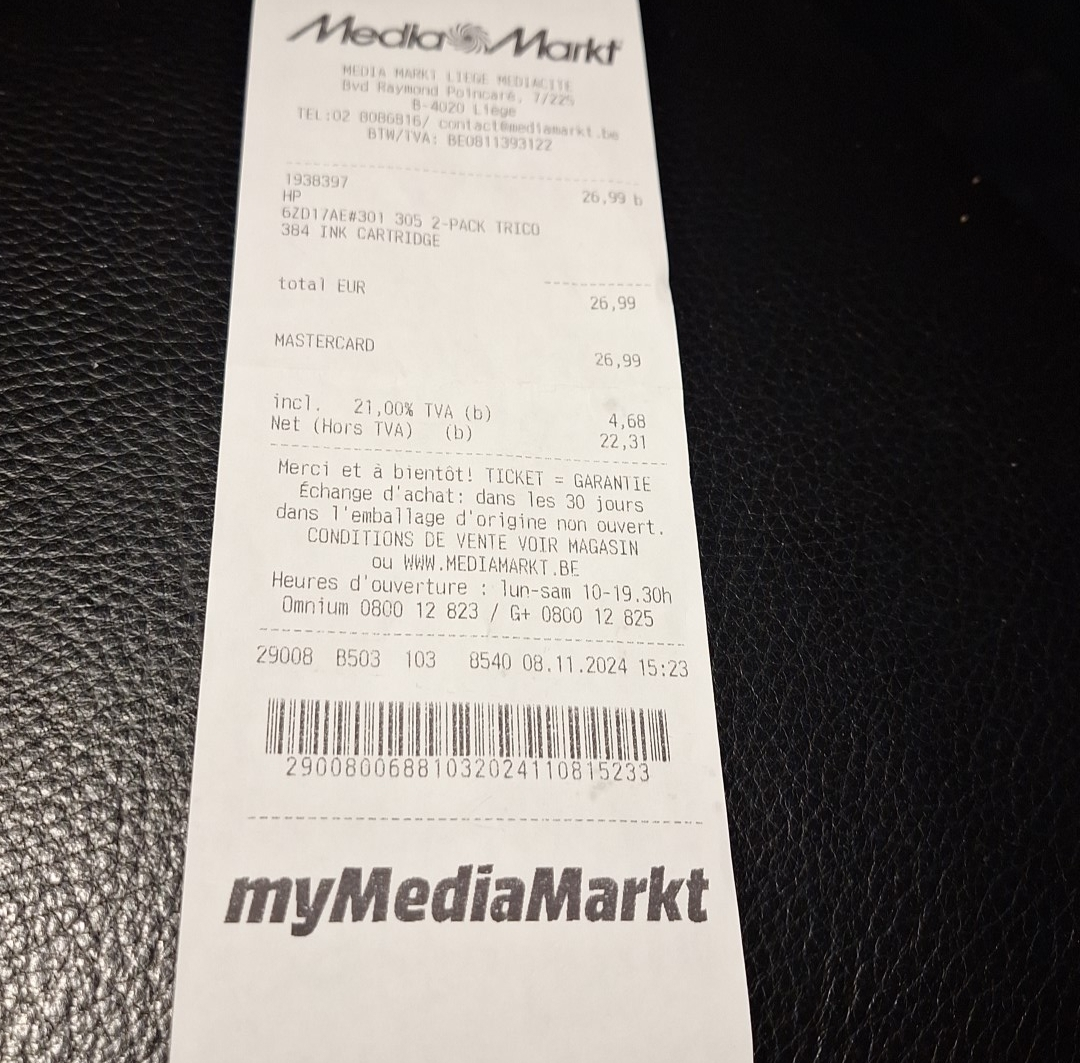 Media Markt
MEDIA MARKT LIEGE MEDIACITE
Bvd Raymond Poincaré, 7/22S
B-4020 Liège
TEL:02 8086816/ contact@mediamarkt.be
BTW/TVA: BE0811393122
1938397
HP 26,99 b
6ZD17AE#301 305 2-PACK TRICO
384 INK CARTRIDGE
total EUR 26,99
MASTERCARD 26,99
incl. 21,00% TVA (b) 4,68
Net (Hors TVA) (b) 22,31
Merci et à bientôt! TICKET = GARANTIE
Échange d'achat: dans les 30 jours
dans l'emballage d'origine non ouvert.
CONDITIONS DE VENTE VOIR MAGASIN
ou WWW.MEDIAMARKT.BE
Heures d'ouverture : lun-sam 10-19.30h
Omnium 0800 12 823 / G+ 0800 12 825
29008 B503 103 8540 08.11.2024 15:23
29008006881032024110815233
myMediaMarkt